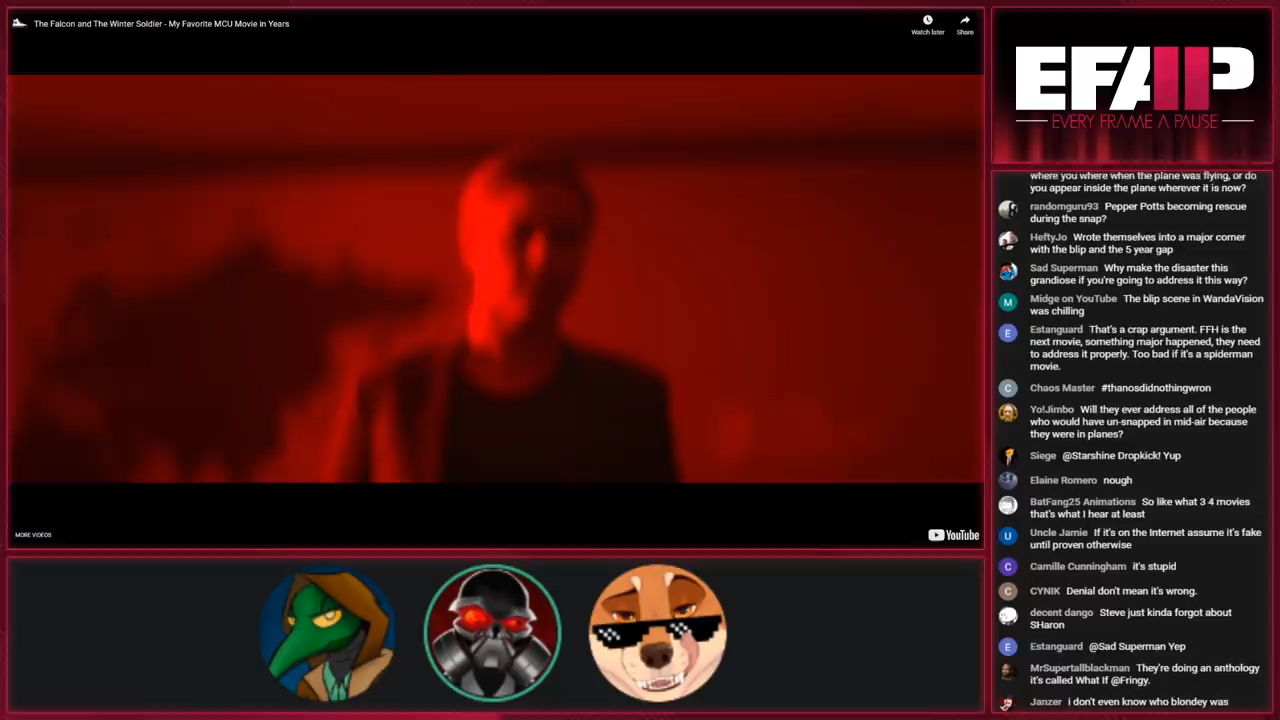 The Falcon and The Winter Soldier - My Favorite MCU Movie in Years
Watch later
Share
MORE VIDEOS
YouTube
EFAP
EVERY FRAME A PAUSE
where you where when the plane was flying, or do
you appear inside the plane wherever it is now?
randomguru93 Pepper Potts becoming rescue
during the snap?
HeftyJo Wrote themselves into a major corner
with the blip and the 5 year gap
Sad Superman Why make the disaster this
grandiose if you're going to address it this way?
M
Midge on YouTube The blip scene in WandaVision
was chilling
E
Estanguard That's a crap argument. FFH is the
next movie, something major happened, they need
to address it properly. Too bad if it's a spiderman
movie.
C
Chaos Master #thanosdidnothingwron
Yo!Jimbo Will they ever address all of the people
who would have un-snapped in mid-air because
they were in planes?
Siege @Starshine Dropkick! Yup
Elaine Romero nough
BatFang25 Animations So like what 3 4 movies
that's what I hear at least
U
Uncle Jamie If it's on the Internet assume it's fake
until proven otherwise
C
Camille Cunningham it's stupid
C
CYNIK Denial don't mean it's wrong.
decent dango Steve just kinda forgot about
SHaron
E
Estanguard @Sad Superman Yep
MrSupertallblackman They're doing an anthology
it's called What If @Fringy.
Janzer i don't even know who blondey was